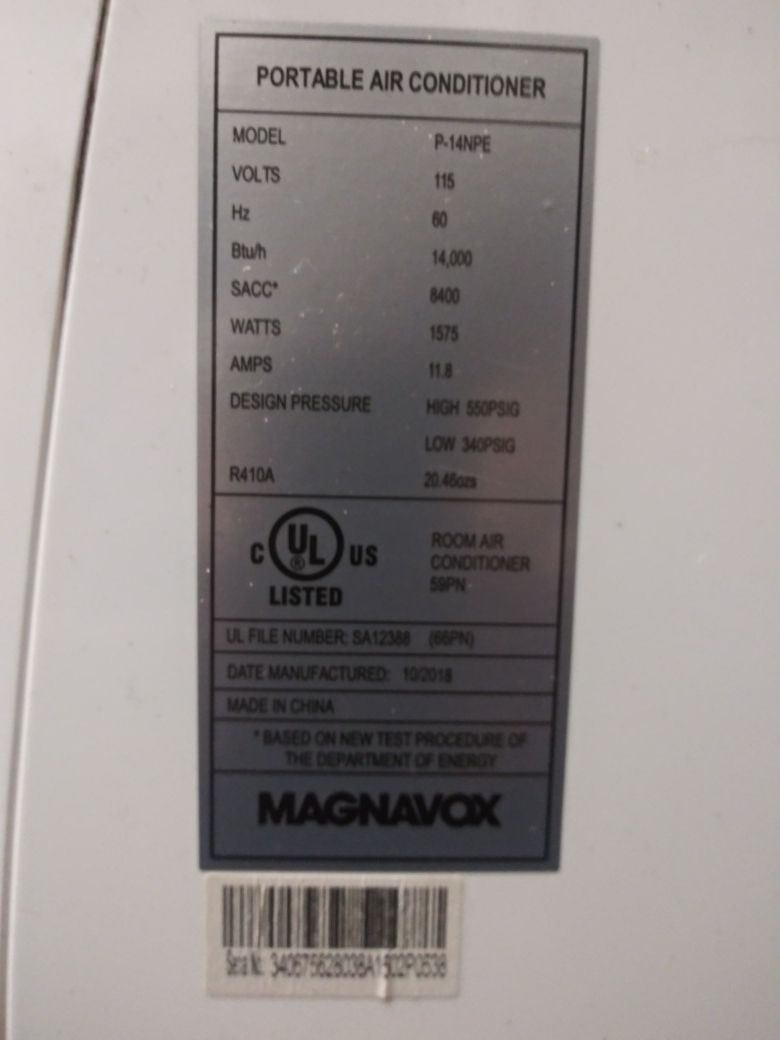 PORTABLE AIR CONDITIONER
MODEL P-14NPE
VOLTS 115
Hz 60
Btu/h 14,000
SACC* 8400
WATTS 1575
AMPS 11.8
DESIGN PRESSURE HIGH 550PSIG
LOW 340PSIG
R410A 20.46ozs
C UL ® US
LISTED
ROOM AIR
CONDITIONER
59PN
UL FILE NUMBER: SA12388 (66PN)
DATE MANUFACTURED: 10/2018
MADE IN CHINA
* BASED ON NEW TEST PROCEDURE OF
THE DEPARTMENT OF ENERGY
MAGNAVOX
Serial No: